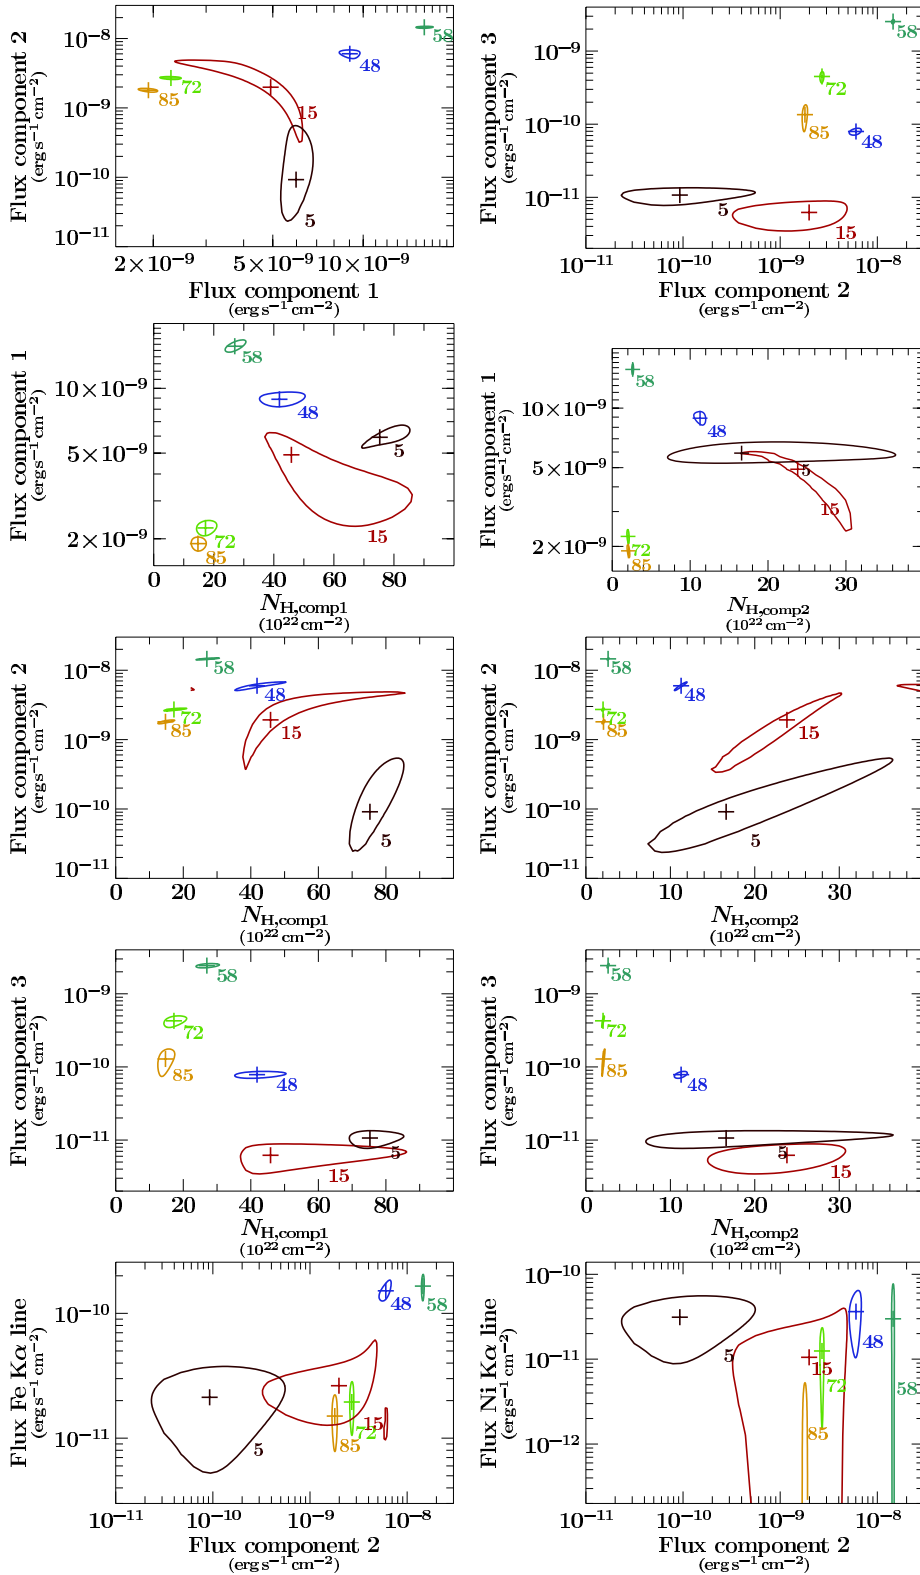 Flux component 2
(erg s⁻¹ cm⁻²)
10⁻⁸
10⁻⁹
10⁻¹⁰
10⁻¹¹
58
48
72
85
15
5
2×10⁻⁹ 5×10⁻⁹ 10×10⁻⁹
Flux component 1
(erg s⁻¹ cm⁻²)
Flux component 3
(erg s⁻¹ cm⁻²)
10⁻⁹
10⁻¹⁰
10⁻¹¹
58
72
85
48
5
15
10⁻¹¹ 10⁻¹⁰ 10⁻⁹ 10⁻⁸
Flux component 2
(erg s⁻¹ cm⁻²)
Flux component 1
(erg s⁻¹ cm⁻²)
10×10⁻⁹
5×10⁻⁹
2×10⁻⁹
58
48
5
15
72
85
0 20 40 60 80
N_H,comp1
(10²² cm⁻²)
Flux component 1
(erg s⁻¹ cm⁻²)
10×10⁻⁹
5×10⁻⁹
2×10⁻⁹
58
48
5
15
72
85
0 10 20 30
N_H,comp2
(10²² cm⁻²)
Flux component 2
(erg s⁻¹ cm⁻²)
10⁻⁸
10⁻⁹
10⁻¹⁰
10⁻¹¹
58
48
72
85
15
5
0 20 40 60 80 100
N_H,comp1
(10²² cm⁻²)
Flux component 2
(erg s⁻¹ cm⁻²)
10⁻⁸
10⁻⁹
10⁻¹⁰
10⁻¹¹
58
48
72
85
15
5
0 10 20 30
N_H,comp2
(10²² cm⁻²)
Flux component 3
(erg s⁻¹ cm⁻²)
10⁻⁹
10⁻¹⁰
10⁻¹¹
58
72
85
48
5
15
0 20 40 60 80 100
N_H,comp1
(10²² cm⁻²)
Flux component 3
(erg s⁻¹ cm⁻²)
10⁻⁹
10⁻¹⁰
10⁻¹¹
58
72
85
48
5
15
0 10 20 30
N_H,comp2
(10²² cm⁻²)
Flux Fe Kα line
(erg s⁻¹ cm⁻²)
10⁻¹⁰
10⁻¹¹
48
58
15
72
85
5
10⁻¹¹ 10⁻¹⁰ 10⁻⁹ 10⁻⁸
Flux component 2
(erg s⁻¹ cm⁻²)
Flux Ni Kα line
(erg s⁻¹ cm⁻²)
10⁻¹⁰
10⁻¹¹
10⁻¹²
48
5
15
72
58
85
10⁻¹¹ 10⁻¹⁰ 10⁻⁹ 10⁻⁸
Flux component 2
(erg s⁻¹ cm⁻²)